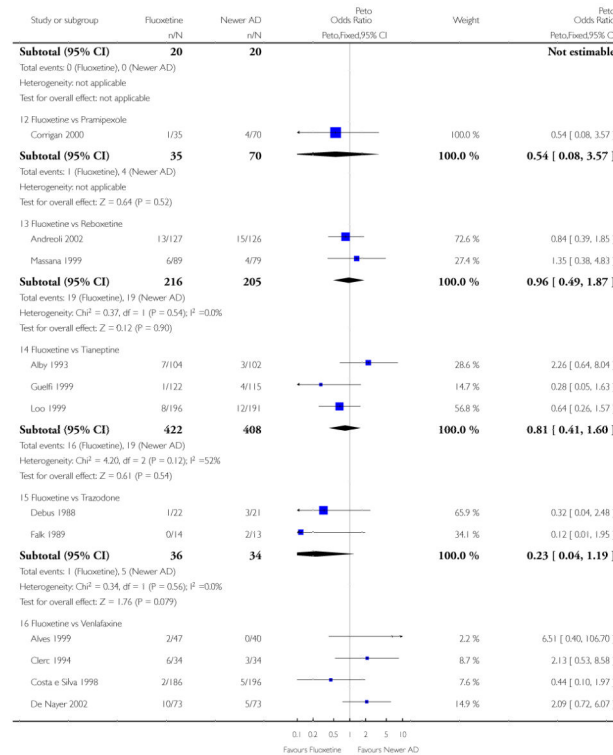 Study or subgroup Fluoxetine Newer AD Peto Odds Ratio Weight Peto Odds Ratio
n/N n/N Peto,Fixed,95% CI Peto,Fixed,95% CI
Subtotal (95% CI) 20 20 Not estimable
Total events: 0 (Fluoxetine), 0 (Newer AD)
Heterogeneity: not applicable
Test for overall effect: not applicable
12 Fluoxetine vs Pramipexole
Corrigan 2000 1/35 4/70 100.0 % 0.54 [ 0.08, 3.57 ]
Subtotal (95% CI) 35 70 100.0 % 0.54 [ 0.08, 3.57 ]
Total events: 1 (Fluoxetine), 4 (Newer AD)
Heterogeneity: not applicable
Test for overall effect: Z = 0.64 (P = 0.52)
13 Fluoxetine vs Reboxetine
Andreoli 2002 13/127 15/126 72.6 % 0.84 [ 0.39, 1.85 ]
Massana 1999 6/89 4/79 27.4 % 1.35 [ 0.38, 4.83 ]
Subtotal (95% CI) 216 205 100.0 % 0.96 [ 0.49, 1.87 ]
Total events: 19 (Fluoxetine), 19 (Newer AD)
Heterogeneity: Chi² = 0.37, df = 1 (P = 0.54); I² =0.0%
Test for overall effect: Z = 0.12 (P = 0.90)
14 Fluoxetine vs Tianeptine
Alby 1993 7/104 3/102 28.6 % 2.26 [ 0.64, 8.04 ]
Guelfi 1999 1/122 4/115 14.7 % 0.28 [ 0.05, 1.63 ]
Loo 1999 8/196 12/191 56.8 % 0.64 [ 0.26, 1.57 ]
Subtotal (95% CI) 422 408 100.0 % 0.81 [ 0.41, 1.60 ]
Total events: 16 (Fluoxetine), 19 (Newer AD)
Heterogeneity: Chi² = 4.20, df = 2 (P = 0.12); I² =52%
Test for overall effect: Z = 0.61 (P = 0.54)
15 Fluoxetine vs Trazodone
Debus 1988 1/22 3/21 65.9 % 0.32 [ 0.04, 2.48 ]
Falk 1989 0/14 2/13 34.1 % 0.12 [ 0.01, 1.95 ]
Subtotal (95% CI) 36 34 100.0 % 0.23 [ 0.04, 1.19 ]
Total events: 1 (Fluoxetine), 5 (Newer AD)
Heterogeneity: Chi² = 0.34, df = 1 (P = 0.56); I² =0.0%
Test for overall effect: Z = 1.76 (P = 0.079)
16 Fluoxetine vs Venlafaxine
Alves 1999 2/47 0/40 2.2 % 6.51 [ 0.40, 106.70 ]
Clerc 1994 6/34 3/34 8.7 % 2.13 [ 0.53, 8.58 ]
Costa e Silva 1998 2/186 5/196 7.6 % 0.44 [ 0.10, 1.97 ]
De Nayer 2002 10/73 5/73 14.9 % 2.09 [ 0.72, 6.07 ]
0.1 0.2 0.5 1 2 5 10
Favours Fluoxetine Favours Newer AD